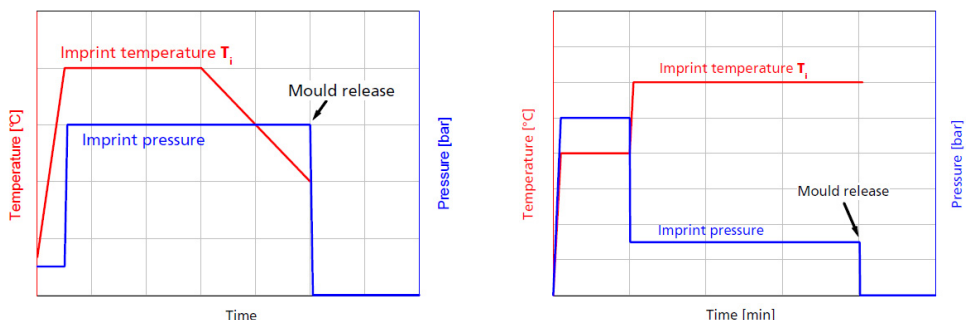 Imprint temperature Ti
Mould release
Imprint pressure
Temperature [°C]
Pressure [bar]
Time
Imprint temperature Ti
Mould release
Imprint pressure
Temperature [°C]
Pressure [bar]
Time [min]